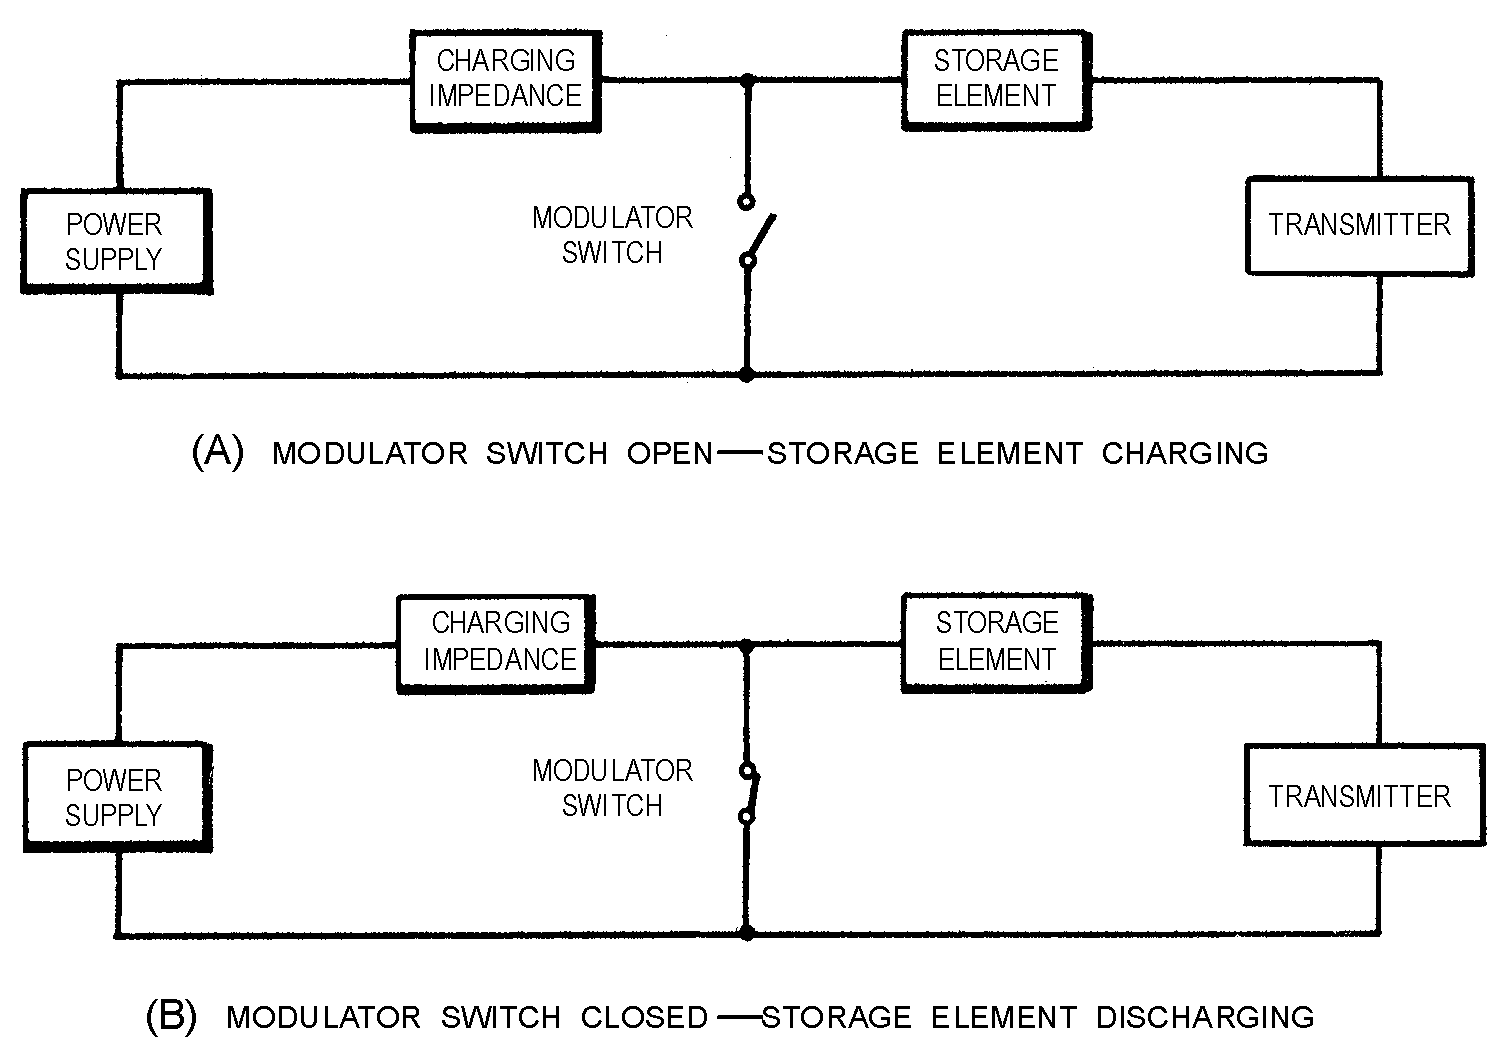 CHARGING
IMPEDANCE
STORAGE
ELEMENT
POWER
SUPPLY
MODULATOR
SWITCH
TRANSMITTER
(A) MODULATOR SWITCH OPEN—STORAGE ELEMENT CHARGING
CHARGING
IMPEDANCE
STORAGE
ELEMENT
POWER
SUPPLY
MODULATOR
SWITCH
TRANSMITTER
(B) MODULATOR SWITCH CLOSED—STORAGE ELEMENT DISCHARGING